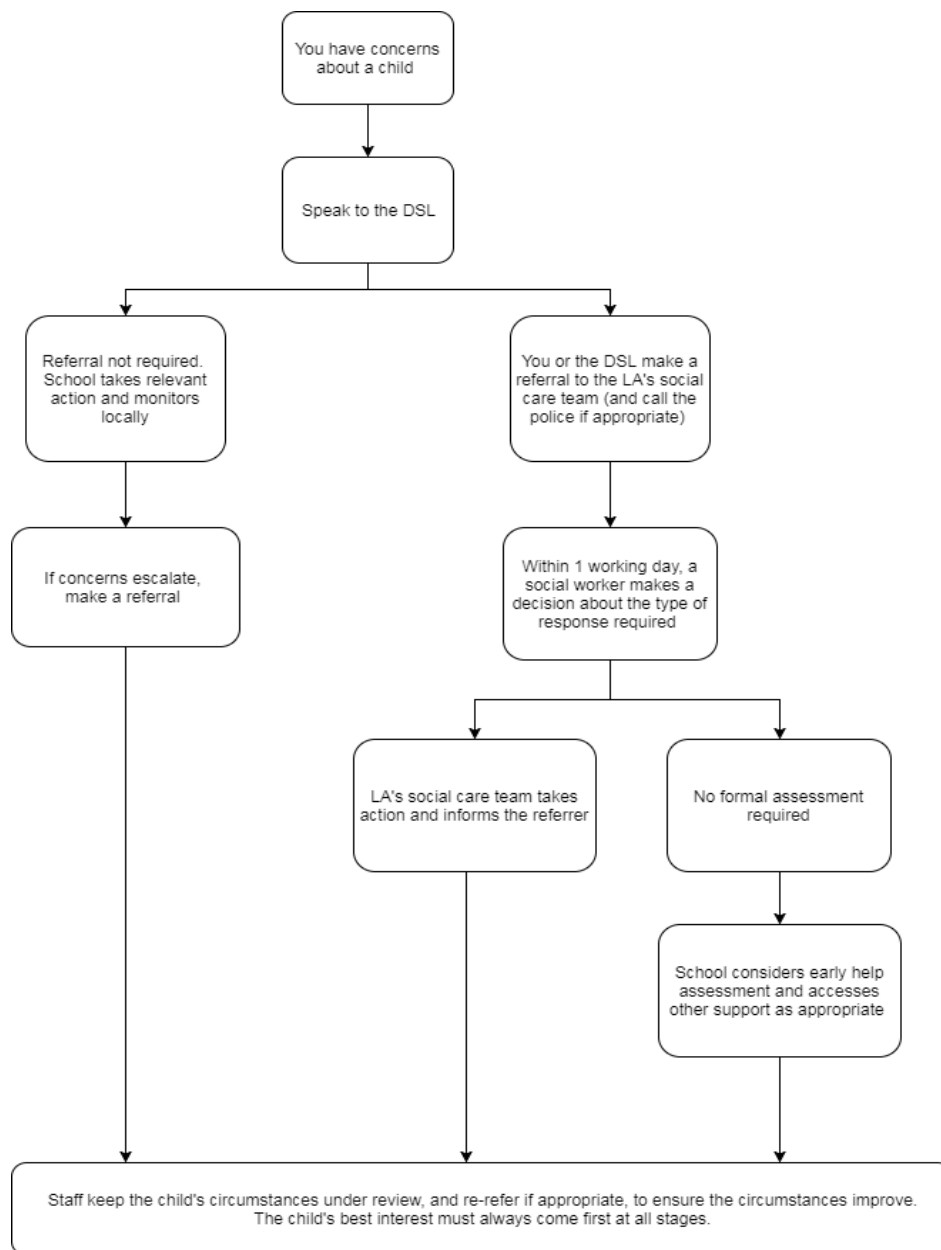 You have concerns
about a child
Speak to the DSL
Referral not required.
School takes relevant
action and monitors
locally
You or the DSL make a
referral to the LA's social
care team (and call the
police if appropriate)
If concerns escalate,
make a referral
Within 1 working day, a
social worker makes a
decision about the type of
response required
LA's social care team takes
action and informs the referrer
No formal assessment
required
School considers early help
assessment and accesses
other support as appropriate
Staff keep the child's circumstances under review, and re-refer if appropriate, to ensure the circumstances improve.
The child's best interest must always come first at all stages.